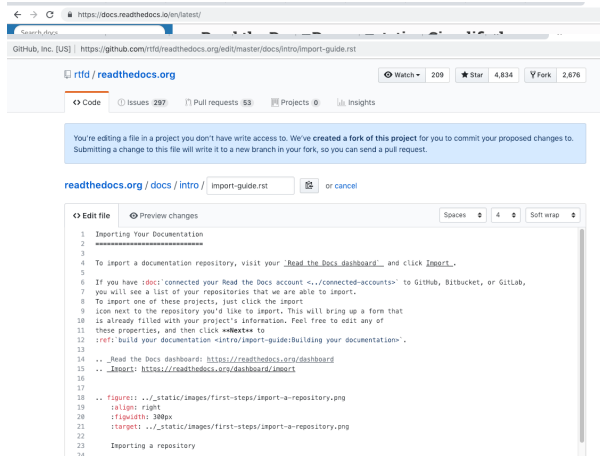 https://docs.readthedocs.io/en/latest/
Search docs
GitHub, Inc. [US] | https://github.com/rtfd/readthedocs.org/edit/master/docs/intro/import-guide.rst
rtfd / readthedocs.org
Watch 209 Star 4,834 Fork 2,676
Code Issues 297 Pull requests 53 Projects 0 Insights
You're editing a file in a project you don't have write access to. We've created a fork of this project for you to commit your proposed changes to.
Submitting a change to this file will write it to a new branch in your fork, so you can send a pull request.
readthedocs.org / docs / intro / import-guide.rst or cancel
Edit file Preview changes Spaces 4 Soft wrap
1 Importing Your Documentation
2 ============================
3
4 To import a documentation repository, visit your `Read the Docs dashboard`_ and click Import_.
5
6 If you have :doc:`connected your Read the Docs account <../connected-accounts>` to GitHub, Bitbucket, or GitLab,
7 you will see a list of your repositories that we are able to import.
8 To import one of these projects, just click the import
9 icon next to the repository you'd like to import. This will bring up a form that
10 is already filled with your project's information. Feel free to edit any of
11 these properties, and then click **Next** to
12 :ref:`build your documentation <intro/import-guide:Building your documentation>`.
13
14 .. _Read the Docs dashboard: https://readthedocs.org/dashboard
15 .. _Import: https://readthedocs.org/dashboard/import
16
17
18 .. figure:: ../_static/images/first-steps/import-a-repository.png
19 :align: right
20 :figwidth: 300px
21 :target: ../_static/images/first-steps/import-a-repository.png
22
23 Importing a repository
24